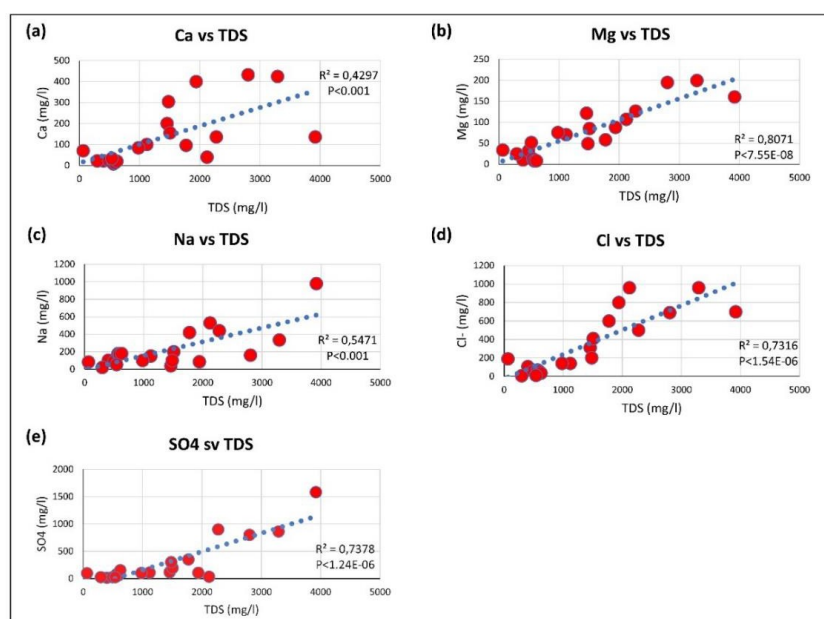 (a)
Ca vs TDS
500
400
300
200
100
0
Ca (mg/l)
R² = 0,4297
P<0.001
0 1000 2000 3000 4000 5000
TDS (mg/l)
(b)
Mg vs TDS
250
200
150
100
50
0
Mg (mg/l)
R² = 0,8071
P<7.55E-08
0 1000 2000 3000 4000 5000
TDS (mg/l)
(c)
Na vs TDS
1200
1000
800
600
400
200
0
Na (mg/l)
R² = 0,5471
P<0.001
0 1000 2000 3000 4000 5000
TDS (mg/l)
(d)
Cl vs TDS
1200
1000
800
600
400
200
0
Cl- (mg/l)
R² = 0,7316
P<1.54E-06
0 1000 2000 3000 4000 5000
TDS (mg/l)
(e)
SO4 sv TDS
2000
1500
1000
500
0
SO4 (mg/l)
R² = 0,7378
P<1.24E-06
0 1000 2000 3000 4000 5000
TDS (mg/l)